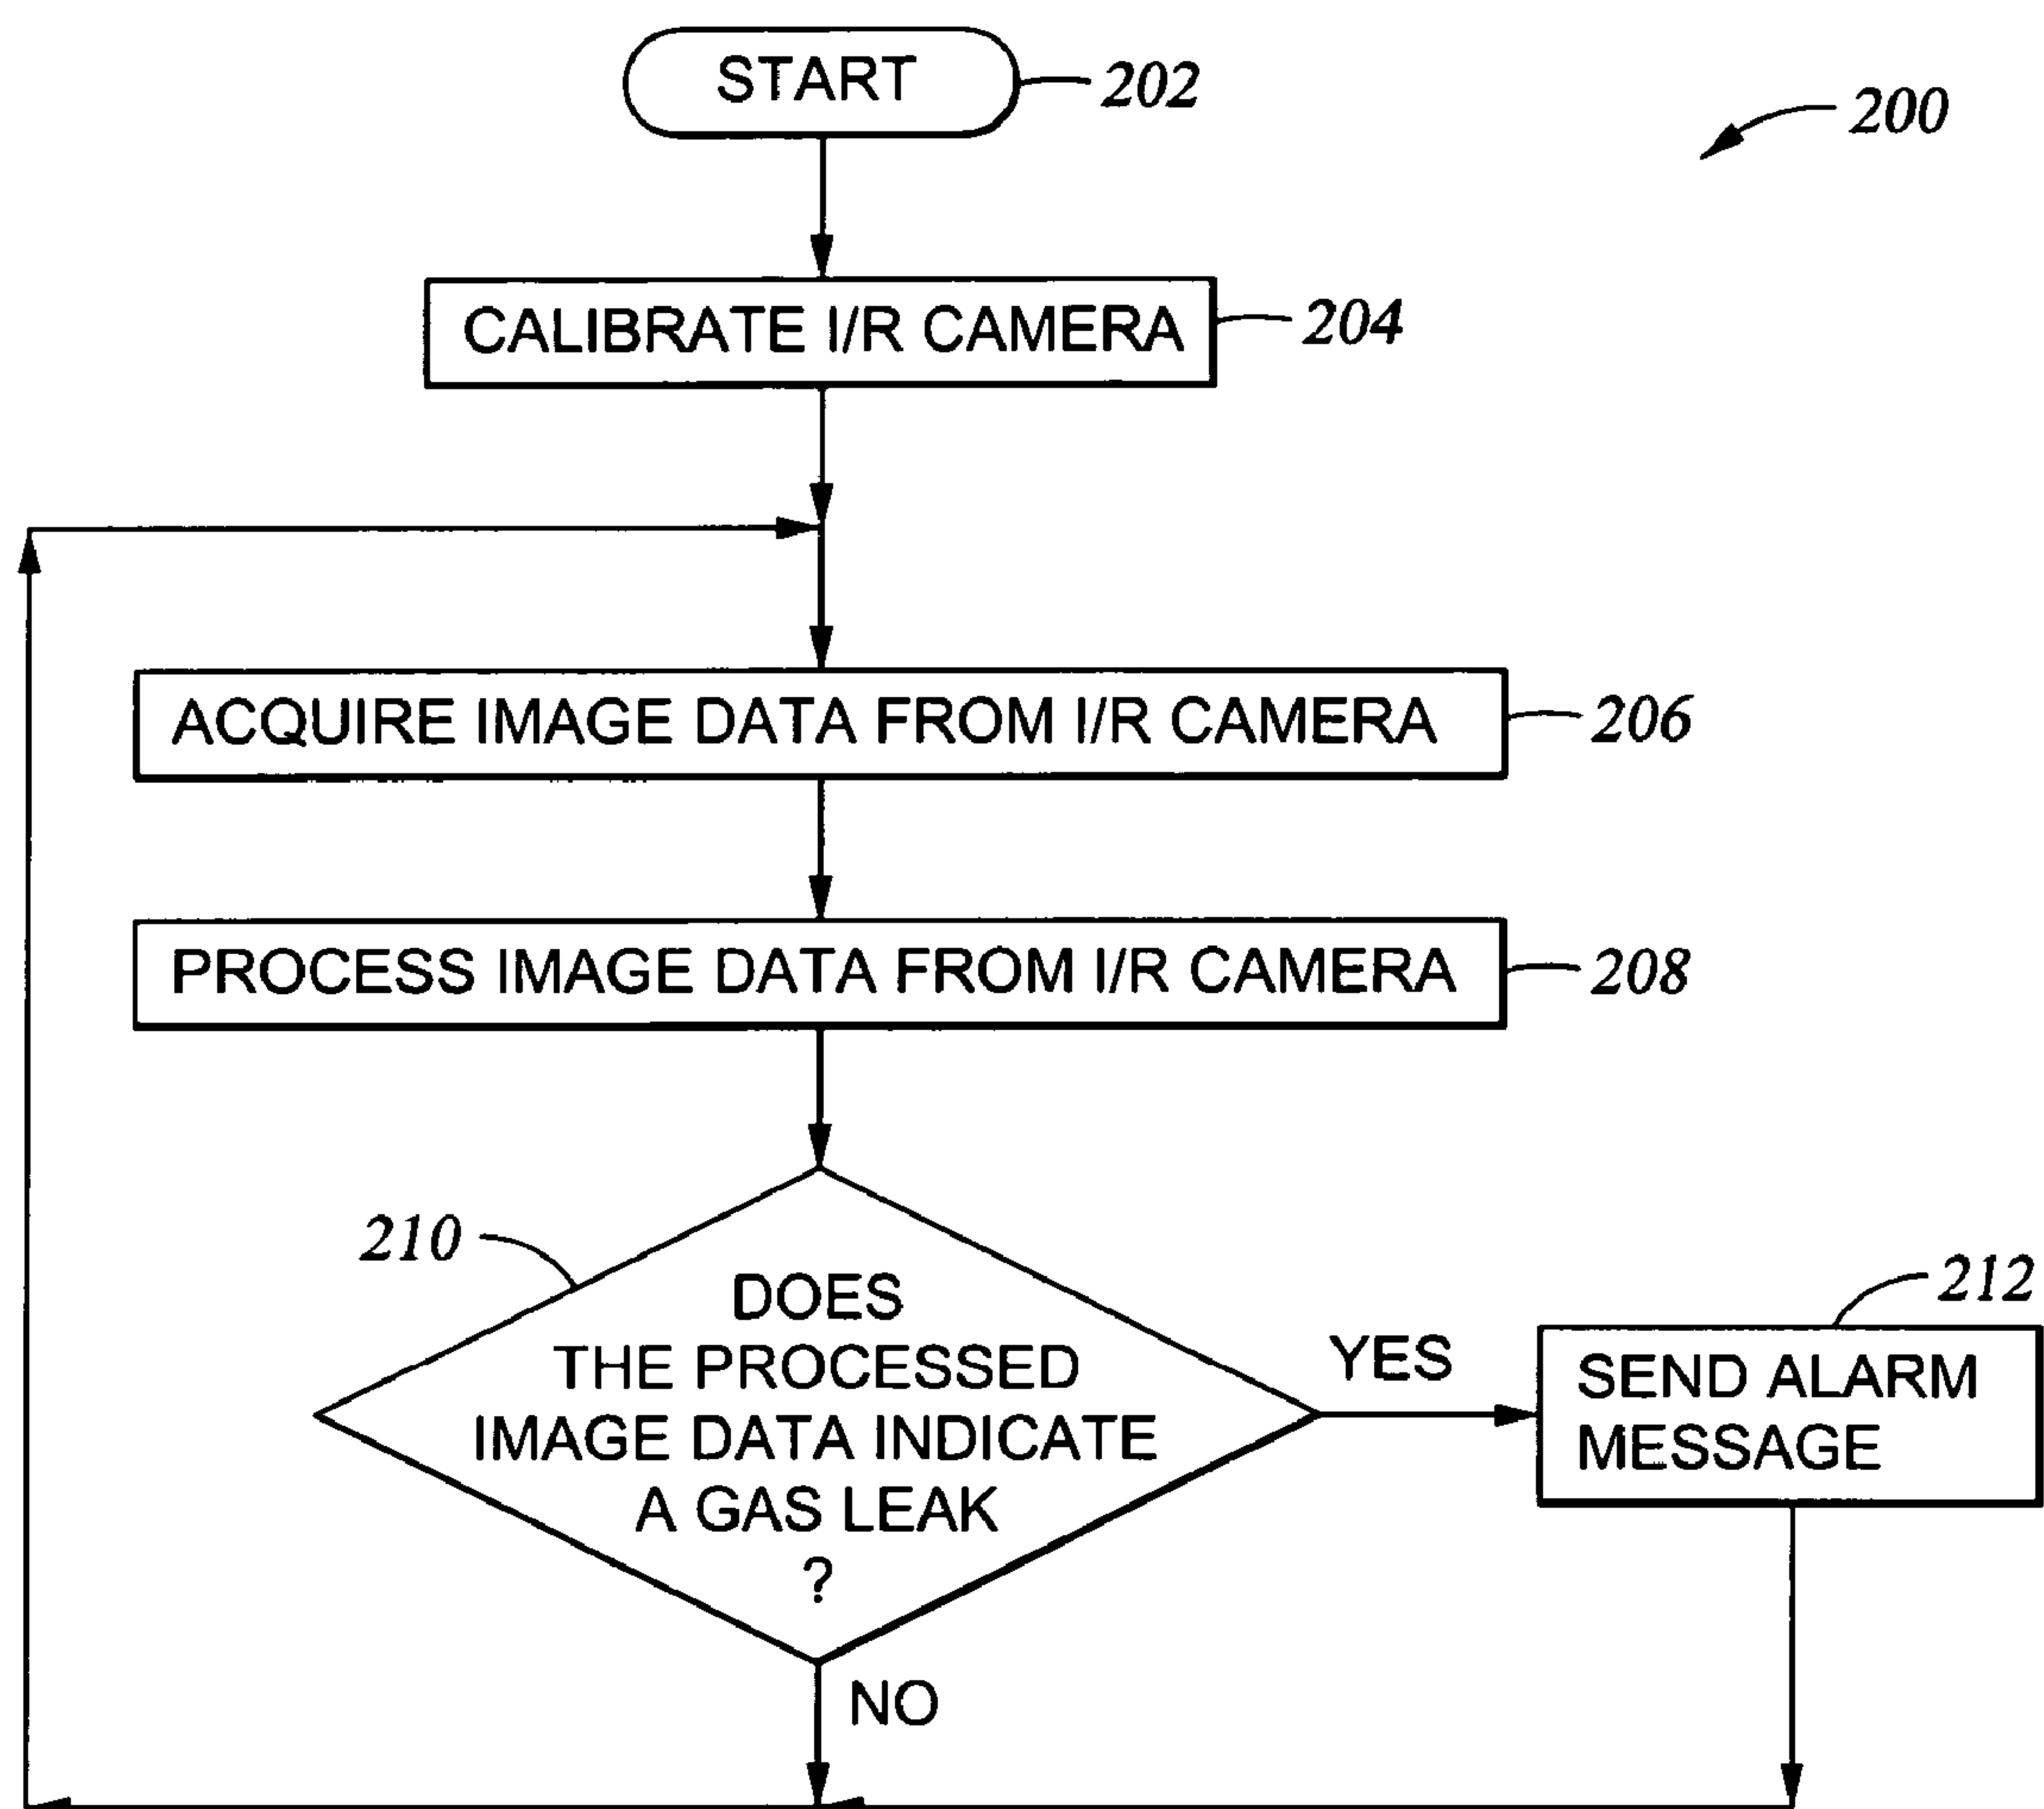 START
202
200
CALIBRATE I/R CAMERA
204
ACQUIRE IMAGE DATA FROM I/R CAMERA
206
PROCESS IMAGE DATA FROM I/R CAMERA
208
210
DOES
THE PROCESSED
IMAGE DATA INDICATE
A GAS LEAK
?
YES
212
SEND ALARM
MESSAGE
NO